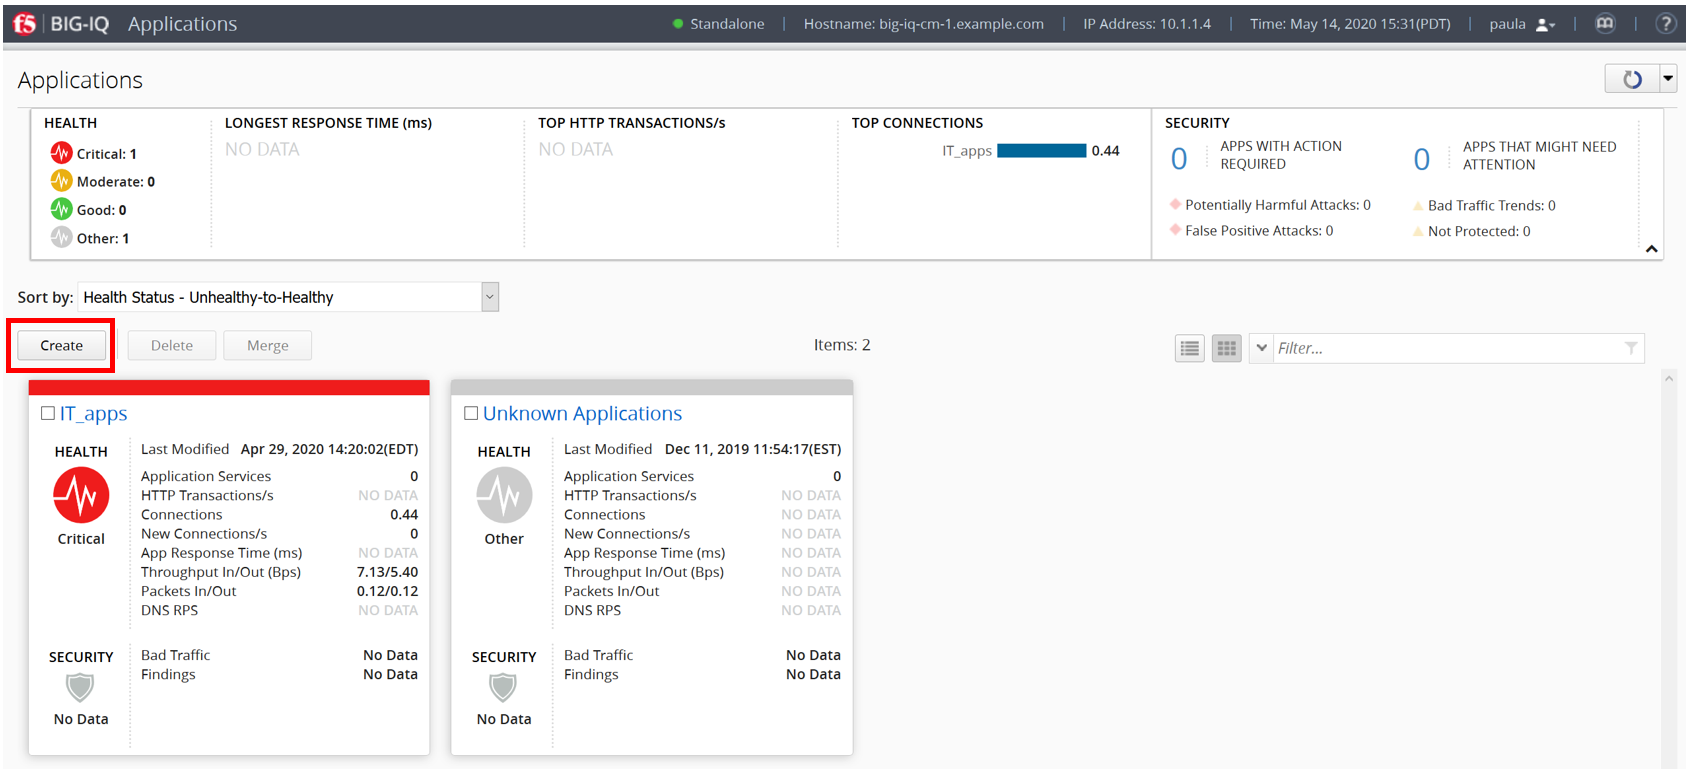 f5 BIG-IQ Applications Standalone Hostname: big-iq-cm-1.example.com IP Address: 10.1.1.4 Time: May 14, 2020 15:31(PDT) paula ?
Applications
HEALTH
Critical: 1
Moderate: 0
Good: 0
Other: 1
LONGEST RESPONSE TIME (ms)
NO DATA
TOP HTTP TRANSACTIONS/s
NO DATA
TOP CONNECTIONS
IT_apps 0.44
SECURITY
0 APPS WITH ACTION
REQUIRED
Potentially Harmful Attacks: 0
False Positive Attacks: 0
0 APPS THAT MIGHT NEED
ATTENTION
Bad Traffic Trends: 0
Not Protected: 0
Sort by: Health Status - Unhealthy-to-Healthy
Create Delete Merge Items: 2 Filter...
IT_apps
HEALTH
Critical
Last Modified Apr 29, 2020 14:20:02(EDT)
Application Services 0
HTTP Transactions/s NO DATA
Connections 0.44
New Connections/s 0
App Response Time (ms) NO DATA
Throughput In/Out (Bps) 7.13/5.40
Packets In/Out 0.12/0.12
DNS RPS NO DATA
SECURITY
No Data
Bad Traffic No Data
Findings No Data
Unknown Applications
HEALTH
Other
Last Modified Dec 11, 2019 11:54:17(EST)
Application Services 0
HTTP Transactions/s NO DATA
Connections NO DATA
New Connections/s NO DATA
App Response Time (ms) NO DATA
Throughput In/Out (Bps) NO DATA
Packets In/Out NO DATA
DNS RPS NO DATA
SECURITY
No Data
Bad Traffic No Data
Findings No Data